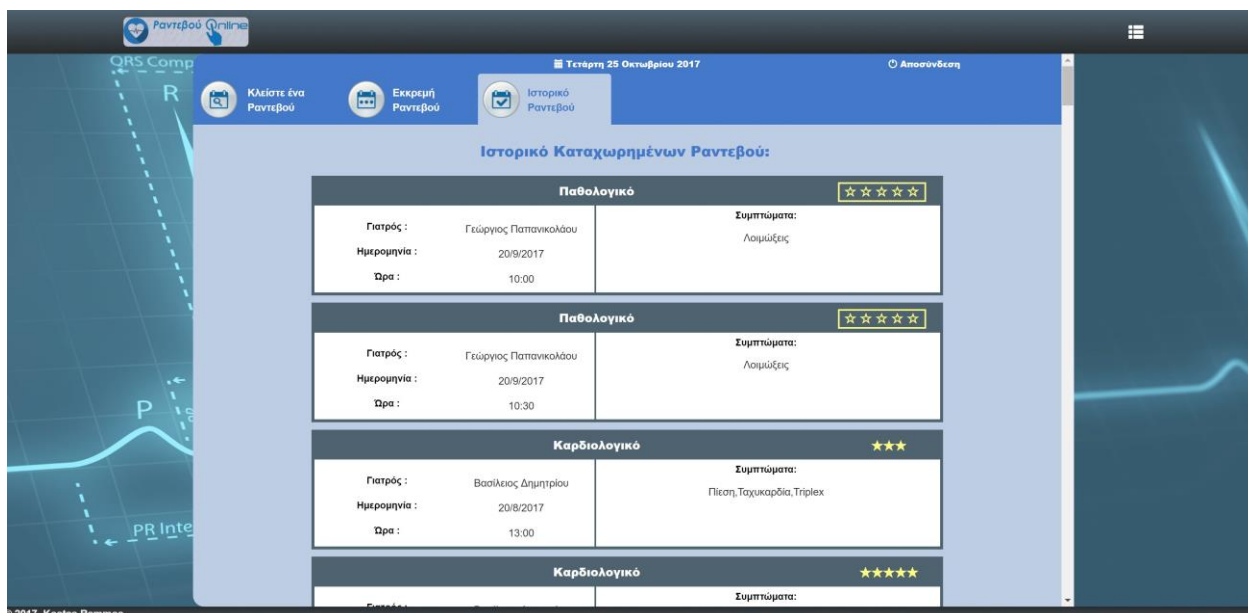 Ραντεβού Online
QRS Comp
Τετάρτη 25 Οκτωβρίου 2017
Αποσύνδεση
R
Κλείστε ένα
Ραντεβού
Εκκρεμή
Ραντεβού
Ιστορικό
Ραντεβού
Ιστορικό Καταχωρημένων Ραντεβού:
Παθολογικό
Γιατρός : Γεώργιος Παπανικολάου
Ημερομηνία : 20/9/2017
Ώρα : 10:00
Συμπτώματα:
Λοιμώξεις
Παθολογικό
Γιατρός : Γεώργιος Παπανικολάου
Ημερομηνία : 20/9/2017
Ώρα : 10:30
Συμπτώματα:
Λοιμώξεις
P
Καρδιολογικό
Γιατρός : Βασίλειος Δημητρίου
Ημερομηνία : 20/8/2017
Ώρα : 13:00
Συμπτώματα:
Πίεση,Ταχυκαρδία,Triplex
PR Inte
Καρδιολογικό
Συμπτώματα: